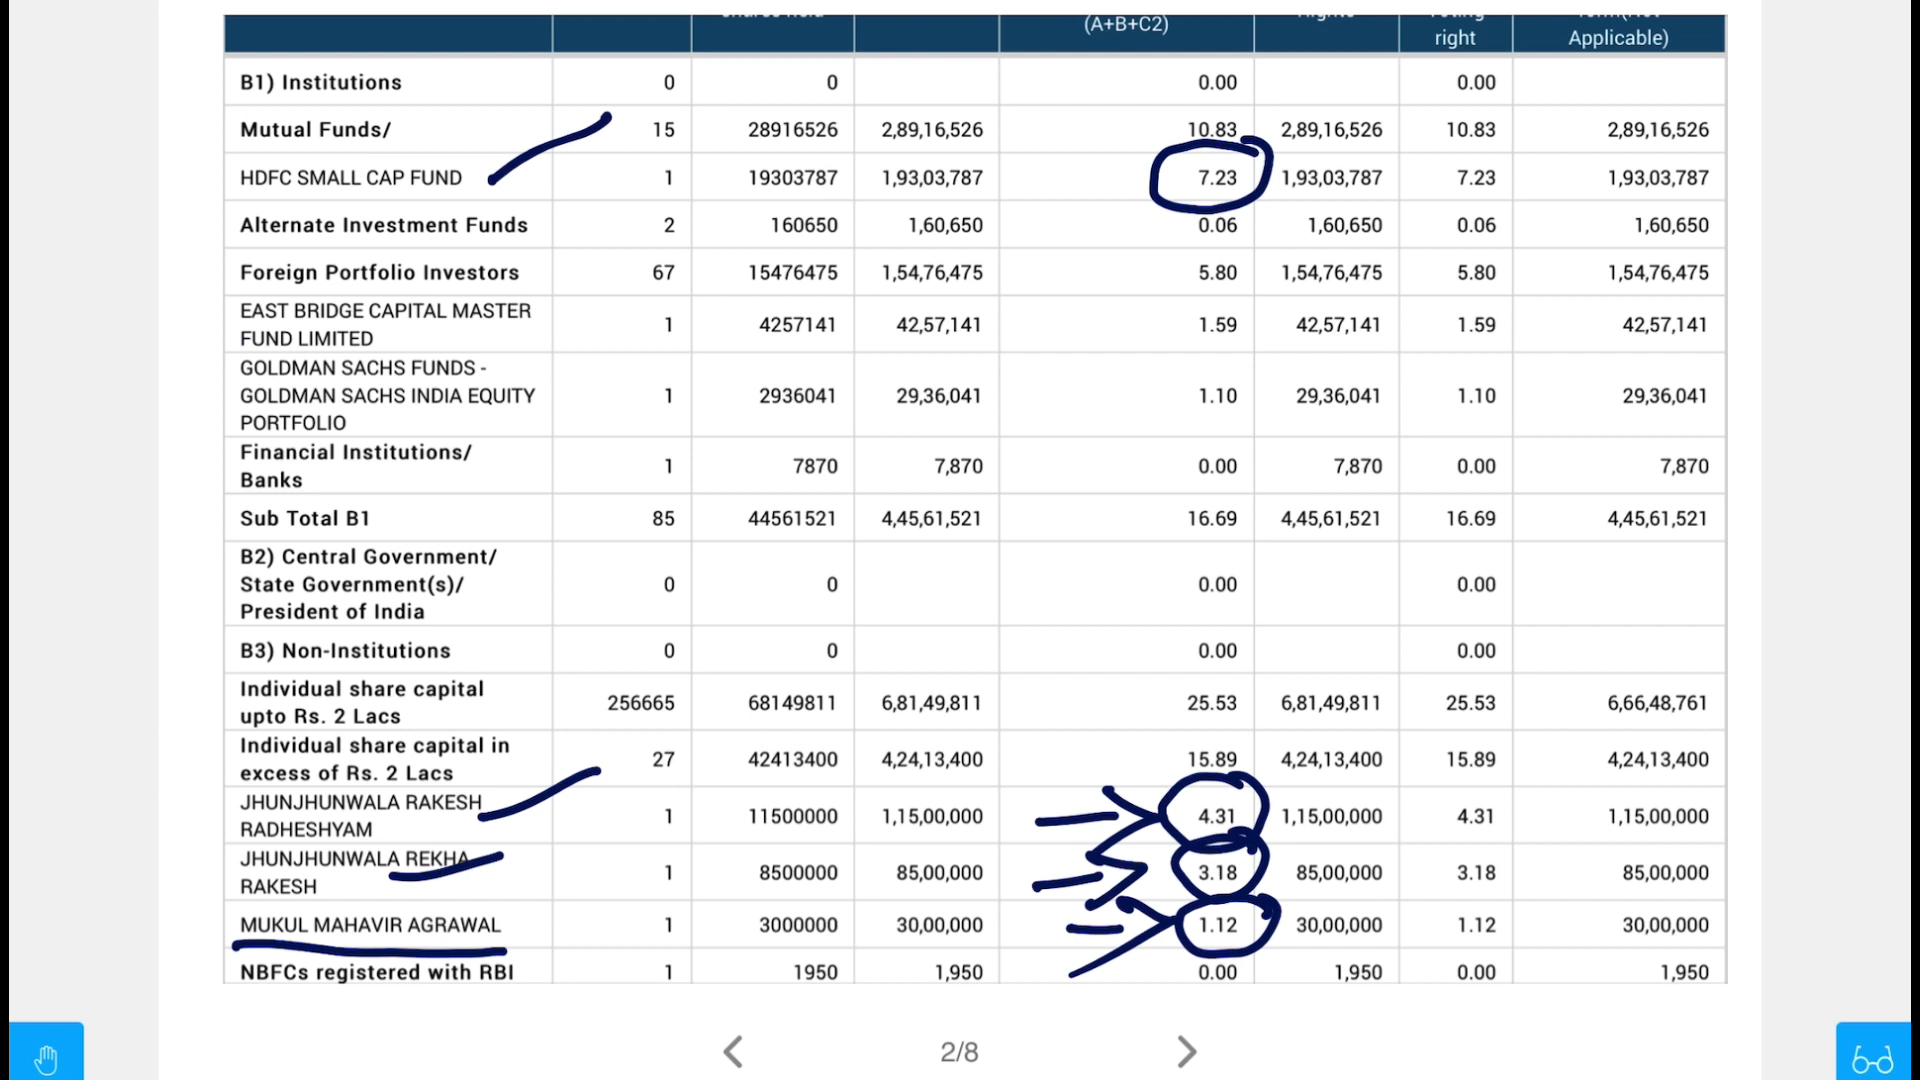 (A+B+C2)
right
Applicable)
B1) Institutions 0 0 0.00 0.00
Mutual Funds/ 15 28916526 2,89,16,526 10.83 2,89,16,526 10.83 2,89,16,526
HDFC SMALL CAP FUND 1 19303787 1,93,03,787 7.23 1,93,03,787 7.23 1,93,03,787
Alternate Investment Funds 2 160650 1,60,650 0.06 1,60,650 0.06 1,60,650
Foreign Portfolio Investors 67 15476475 1,54,76,475 5.80 1,54,76,475 5.80 1,54,76,475
EAST BRIDGE CAPITAL MASTER
FUND LIMITED 1 4257141 42,57,141 1.59 42,57,141 1.59 42,57,141
GOLDMAN SACHS FUNDS -
GOLDMAN SACHS INDIA EQUITY 1 2936041 29,36,041 1.10 29,36,041 1.10 29,36,041
PORTFOLIO
Financial Institutions/
Banks 1 7870 7,870 0.00 7,870 0.00 7,870
Sub Total B1 85 44561521 4,45,61,521 16.69 4,45,61,521 16.69 4,45,61,521
B2) Central Government/
State Government(s)/ 0 0 0.00 0.00
President of India
B3) Non-Institutions 0 0 0.00 0.00
Individual share capital
upto Rs. 2 Lacs 256665 68149811 6,81,49,811 25.53 6,81,49,811 25.53 6,66,48,761
Individual share capital in
excess of Rs. 2 Lacs 27 42413400 4,24,13,400 15.89 4,24,13,400 15.89 4,24,13,400
JHUNJHUNWALA RAKESH
RADHESHYAM 1 11500000 1,15,00,000 4.31 1,15,00,000 4.31 1,15,00,000
JHUNJHUNWALA REKHA
RAKESH 1 8500000 85,00,000 3.18 85,00,000 3.18 85,00,000
MUKUL MAHAVIR AGRAWAL 1 3000000 30,00,000 1.12 30,00,000 1.12 30,00,000
NBFCs registered with RBI 1 1950 1,950 0.00 1,950 0.00 1,950
2/8